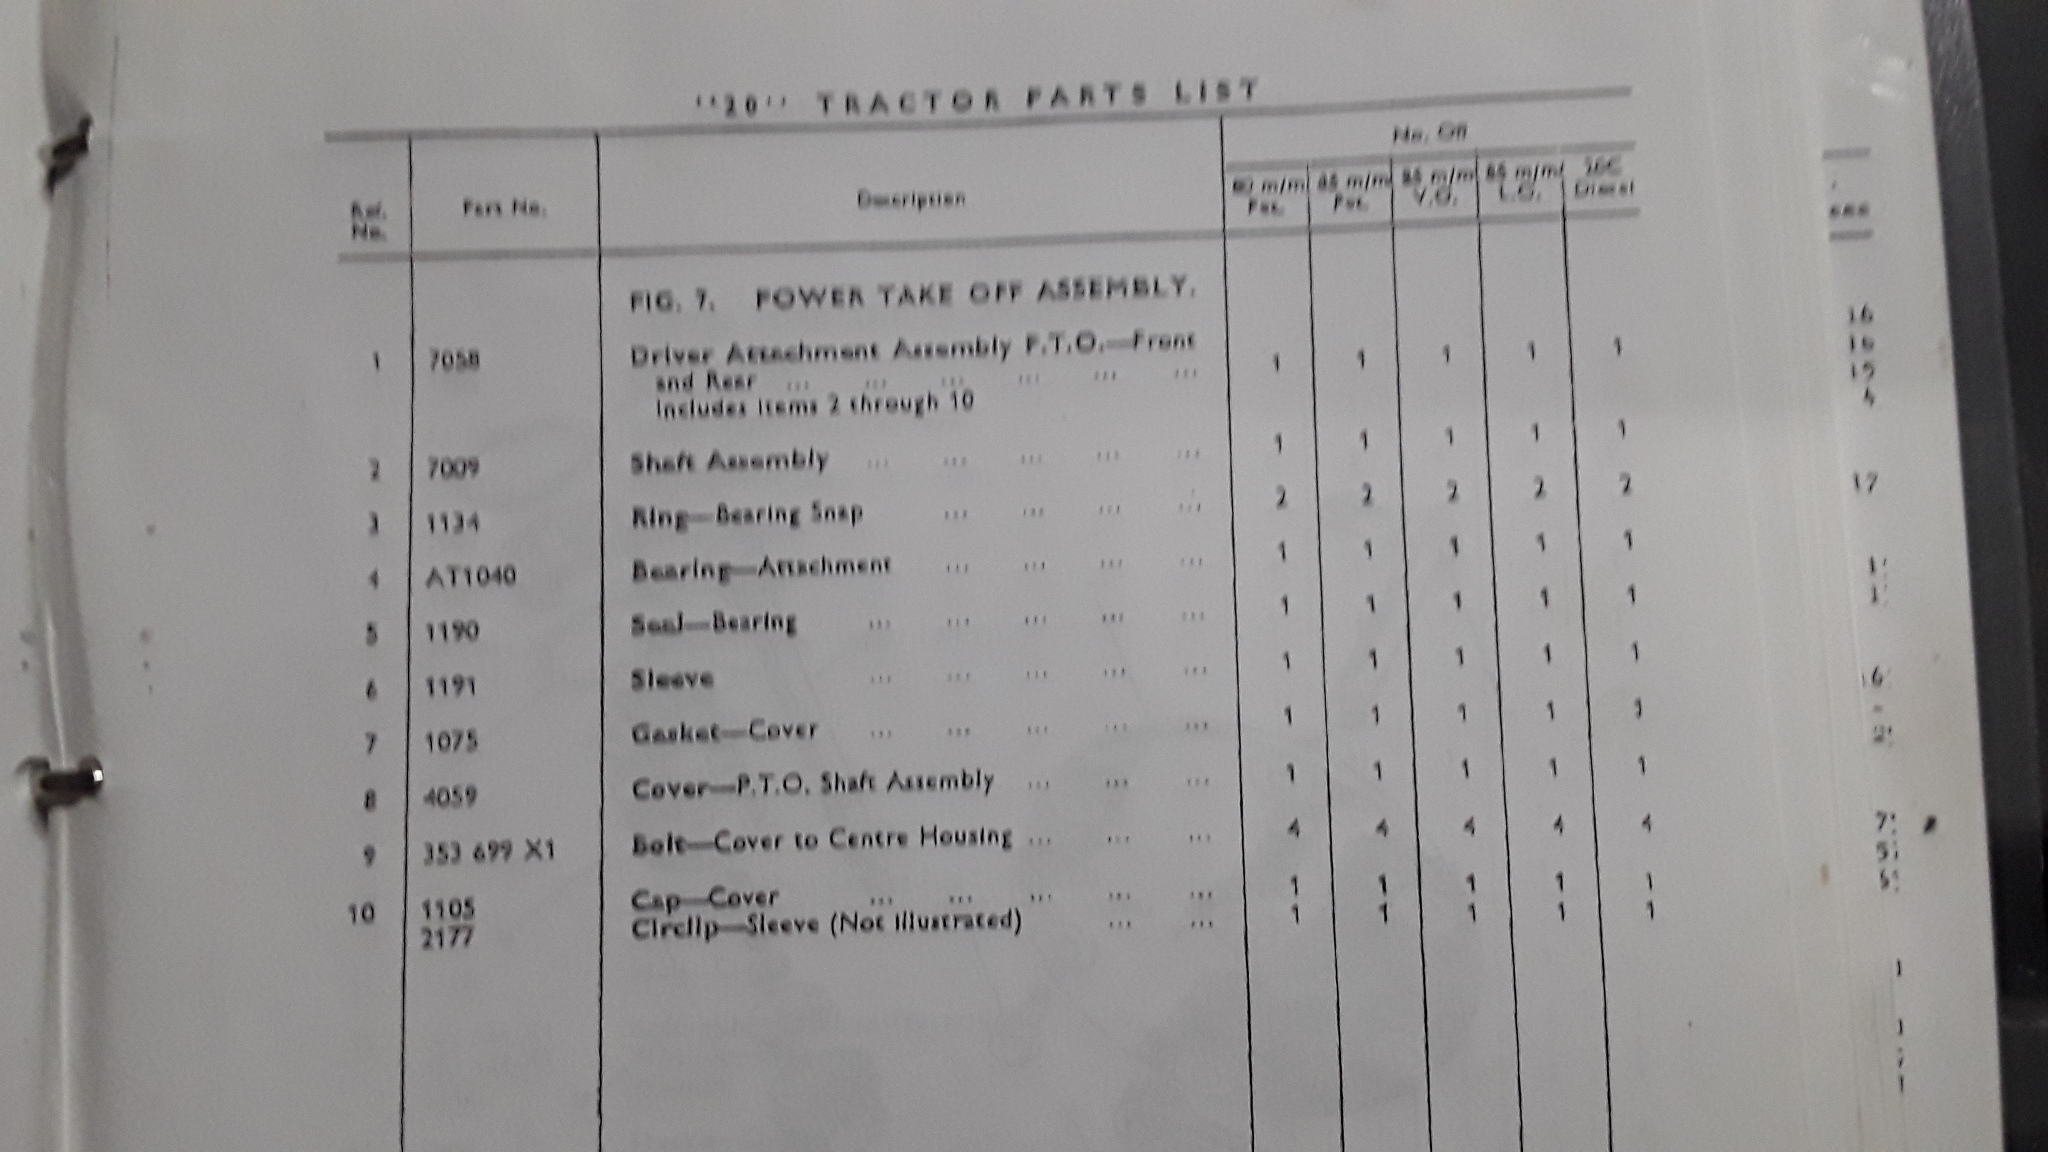 "20" TRACTOR PARTS LIST
No. Off
Ref. No. Part No. Description 80 m/m Pet. 85 m/m Pet. 85 m/m V.O. 85 m/m L.O. 20C Diesel
FIG. 7. POWER TAKE OFF ASSEMBLY.
1 7058 Driver Attachment Assembly P.T.O.—Front
and Rear ... ... ... ... ... ... 1 1 1 1 1
Includes items 2 through 10
2 7009 Shaft Assembly ... ... ... ... ... 1 1 1 1 1
3 1134 Ring—Bearing Snap ... ... ... ... 2 2 2 2 2
4 AT1040 Bearing—Attachment ... ... ... ... 1 1 1 1 1
5 1190 Seal—Bearing ... ... ... ... ... 1 1 1 1 1
6 1191 Sleeve ... ... ... ... ... 1 1 1 1 1
7 1075 Gasket—Cover ... ... ... ... ... 1 1 1 1 1
8 4059 Cover—P.T.O. Shaft Assembly ... ... ... 1 1 1 1 1
9 353 699 X1 Bolt—Cover to Centre Housing ... ... ... 4 4 4 4 4
10 1105 Cap—Cover ... ... ... ... ... 1 1 1 1 1
2177 Circlip—Sleeve (Not Illustrated) ... ... 1 1 1 1 1
16
16
15
4
17